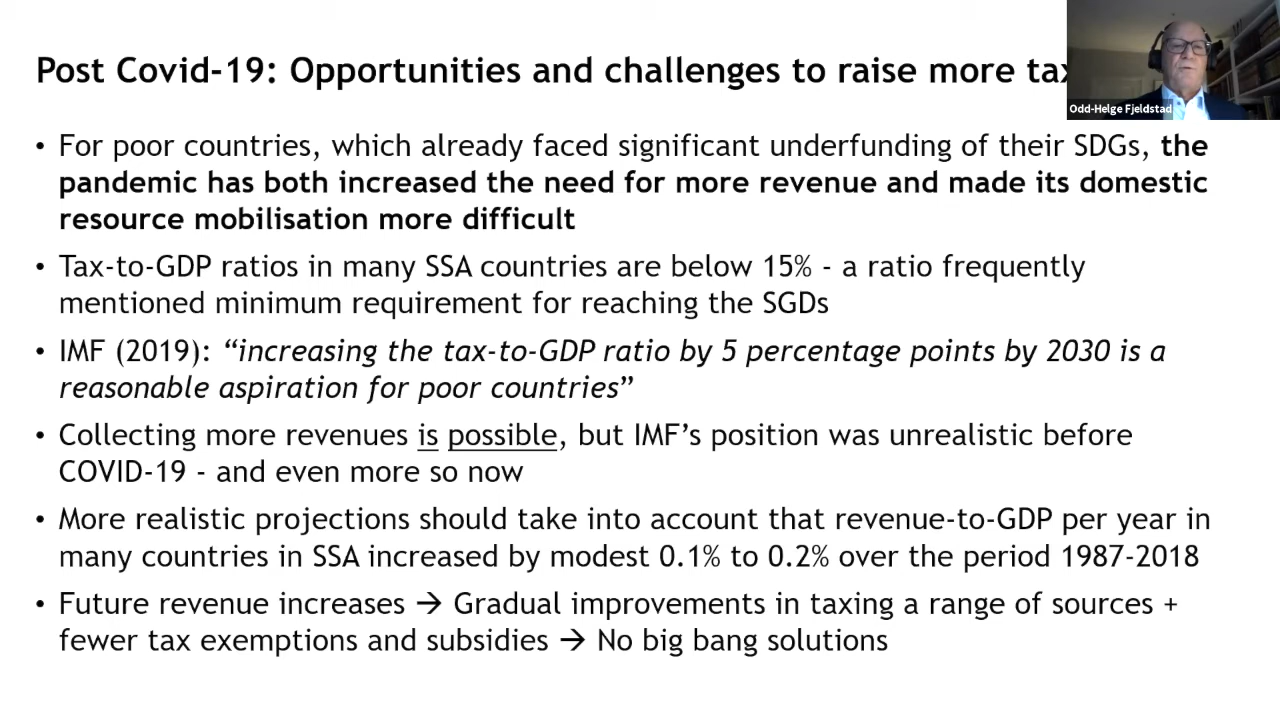 Post Covid-19: Opportunities and challenges to raise more tax
Odd-Helge Fjeldstad
• For poor countries, which already faced significant underfunding of their SDGs, the
pandemic has both increased the need for more revenue and made its domestic
resource mobilisation more difficult
• Tax-to-GDP ratios in many SSA countries are below 15% - a ratio frequently
mentioned minimum requirement for reaching the SGDs
• IMF (2019): “increasing the tax-to-GDP ratio by 5 percentage points by 2030 is a
reasonable aspiration for poor countries”
• Collecting more revenues is possible, but IMF’s position was unrealistic before
COVID-19 - and even more so now
• More realistic projections should take into account that revenue-to-GDP per year in
many countries in SSA increased by modest 0.1% to 0.2% over the period 1987-2018
• Future revenue increases → Gradual improvements in taxing a range of sources +
fewer tax exemptions and subsidies → No big bang solutions